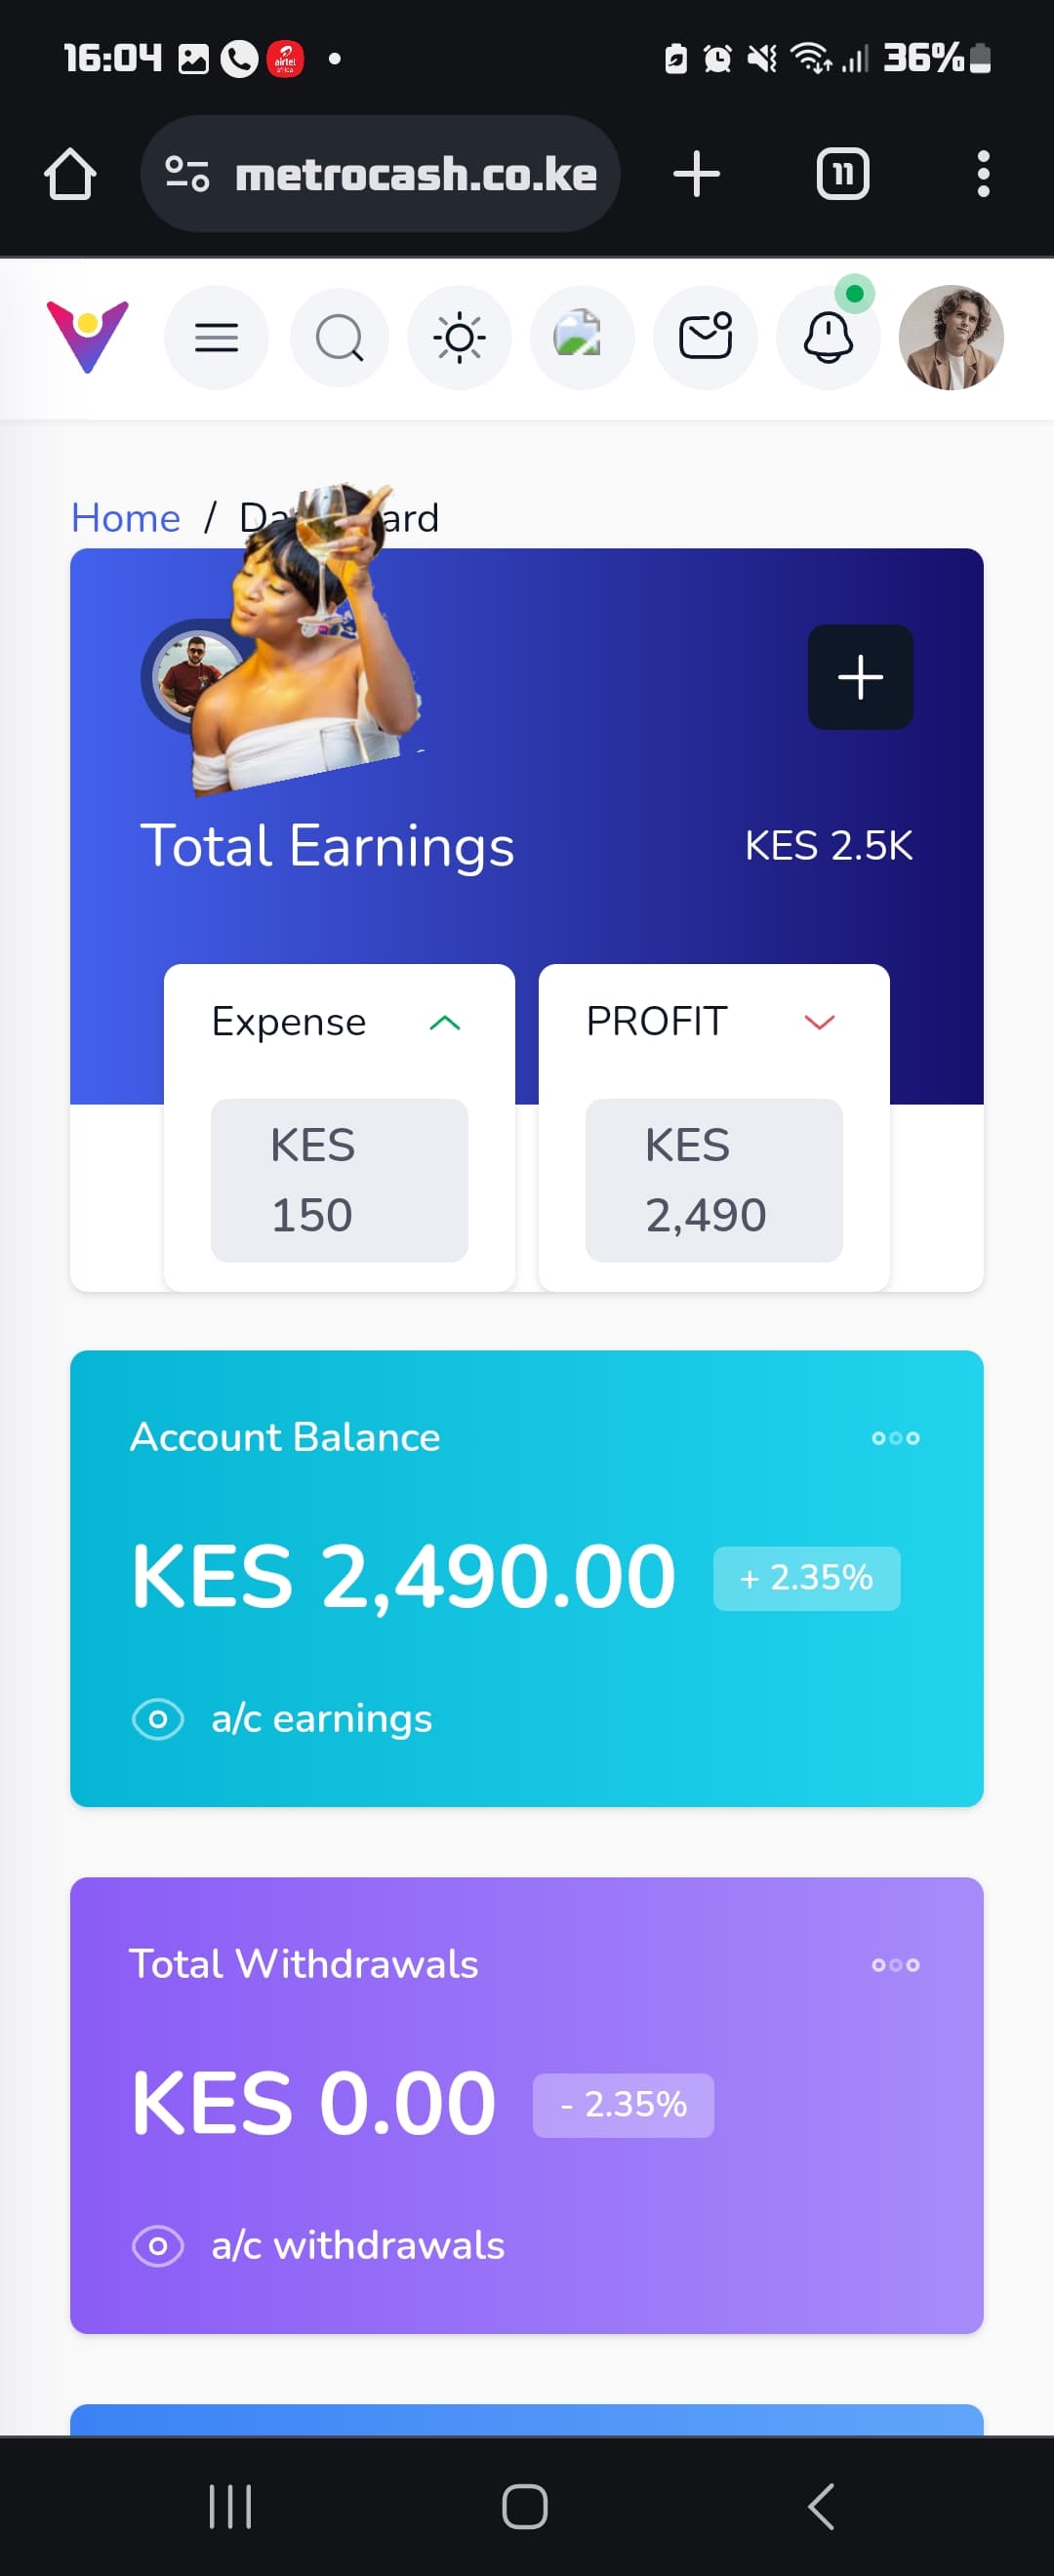 16:04
airtel
africa
36%
metrocash.co.ke
11
Home / Da ard
Total Earnings
KES 2.5K
Expense
PROFIT
KES
150
KES
2,490
Account Balance
KES 2,490.00
+ 2.35%
a/c earnings
Total Withdrawals
KES 0.00
- 2.35%
a/c withdrawals